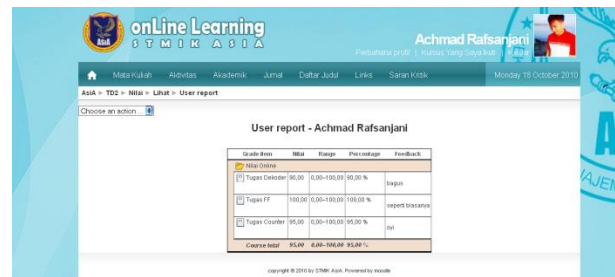 onLine Learning
STMIK ASIA
AsiA
Achmad Rafsanjani
Perbaharui profil | Kursus Yang Saya Ikuti |
Mata Kuliah Aktivitas Akademik Jurnal Daftar Judul Links Saran Kritik Monday 18 October 2010
AsiA ► TD2 ► Nilai ► Lihat ► User report
Choose an action ...
User report - Achmad Rafsanjani
Grade item Nilai Range Percentage Feedback
Nilai Online
Tugas Dekoder 90,00 0,00–100,00 90,00 % bagus
Tugas FF 100,00 0,00–100,00 100,00 % seperti biasanya
Tugas Counter 95,00 0,00–100,00 95,00 %
Course total 95,00 0,00–100,00 95,00 %
copyright © 2010 by STMIK AsiA. Powered by moodle